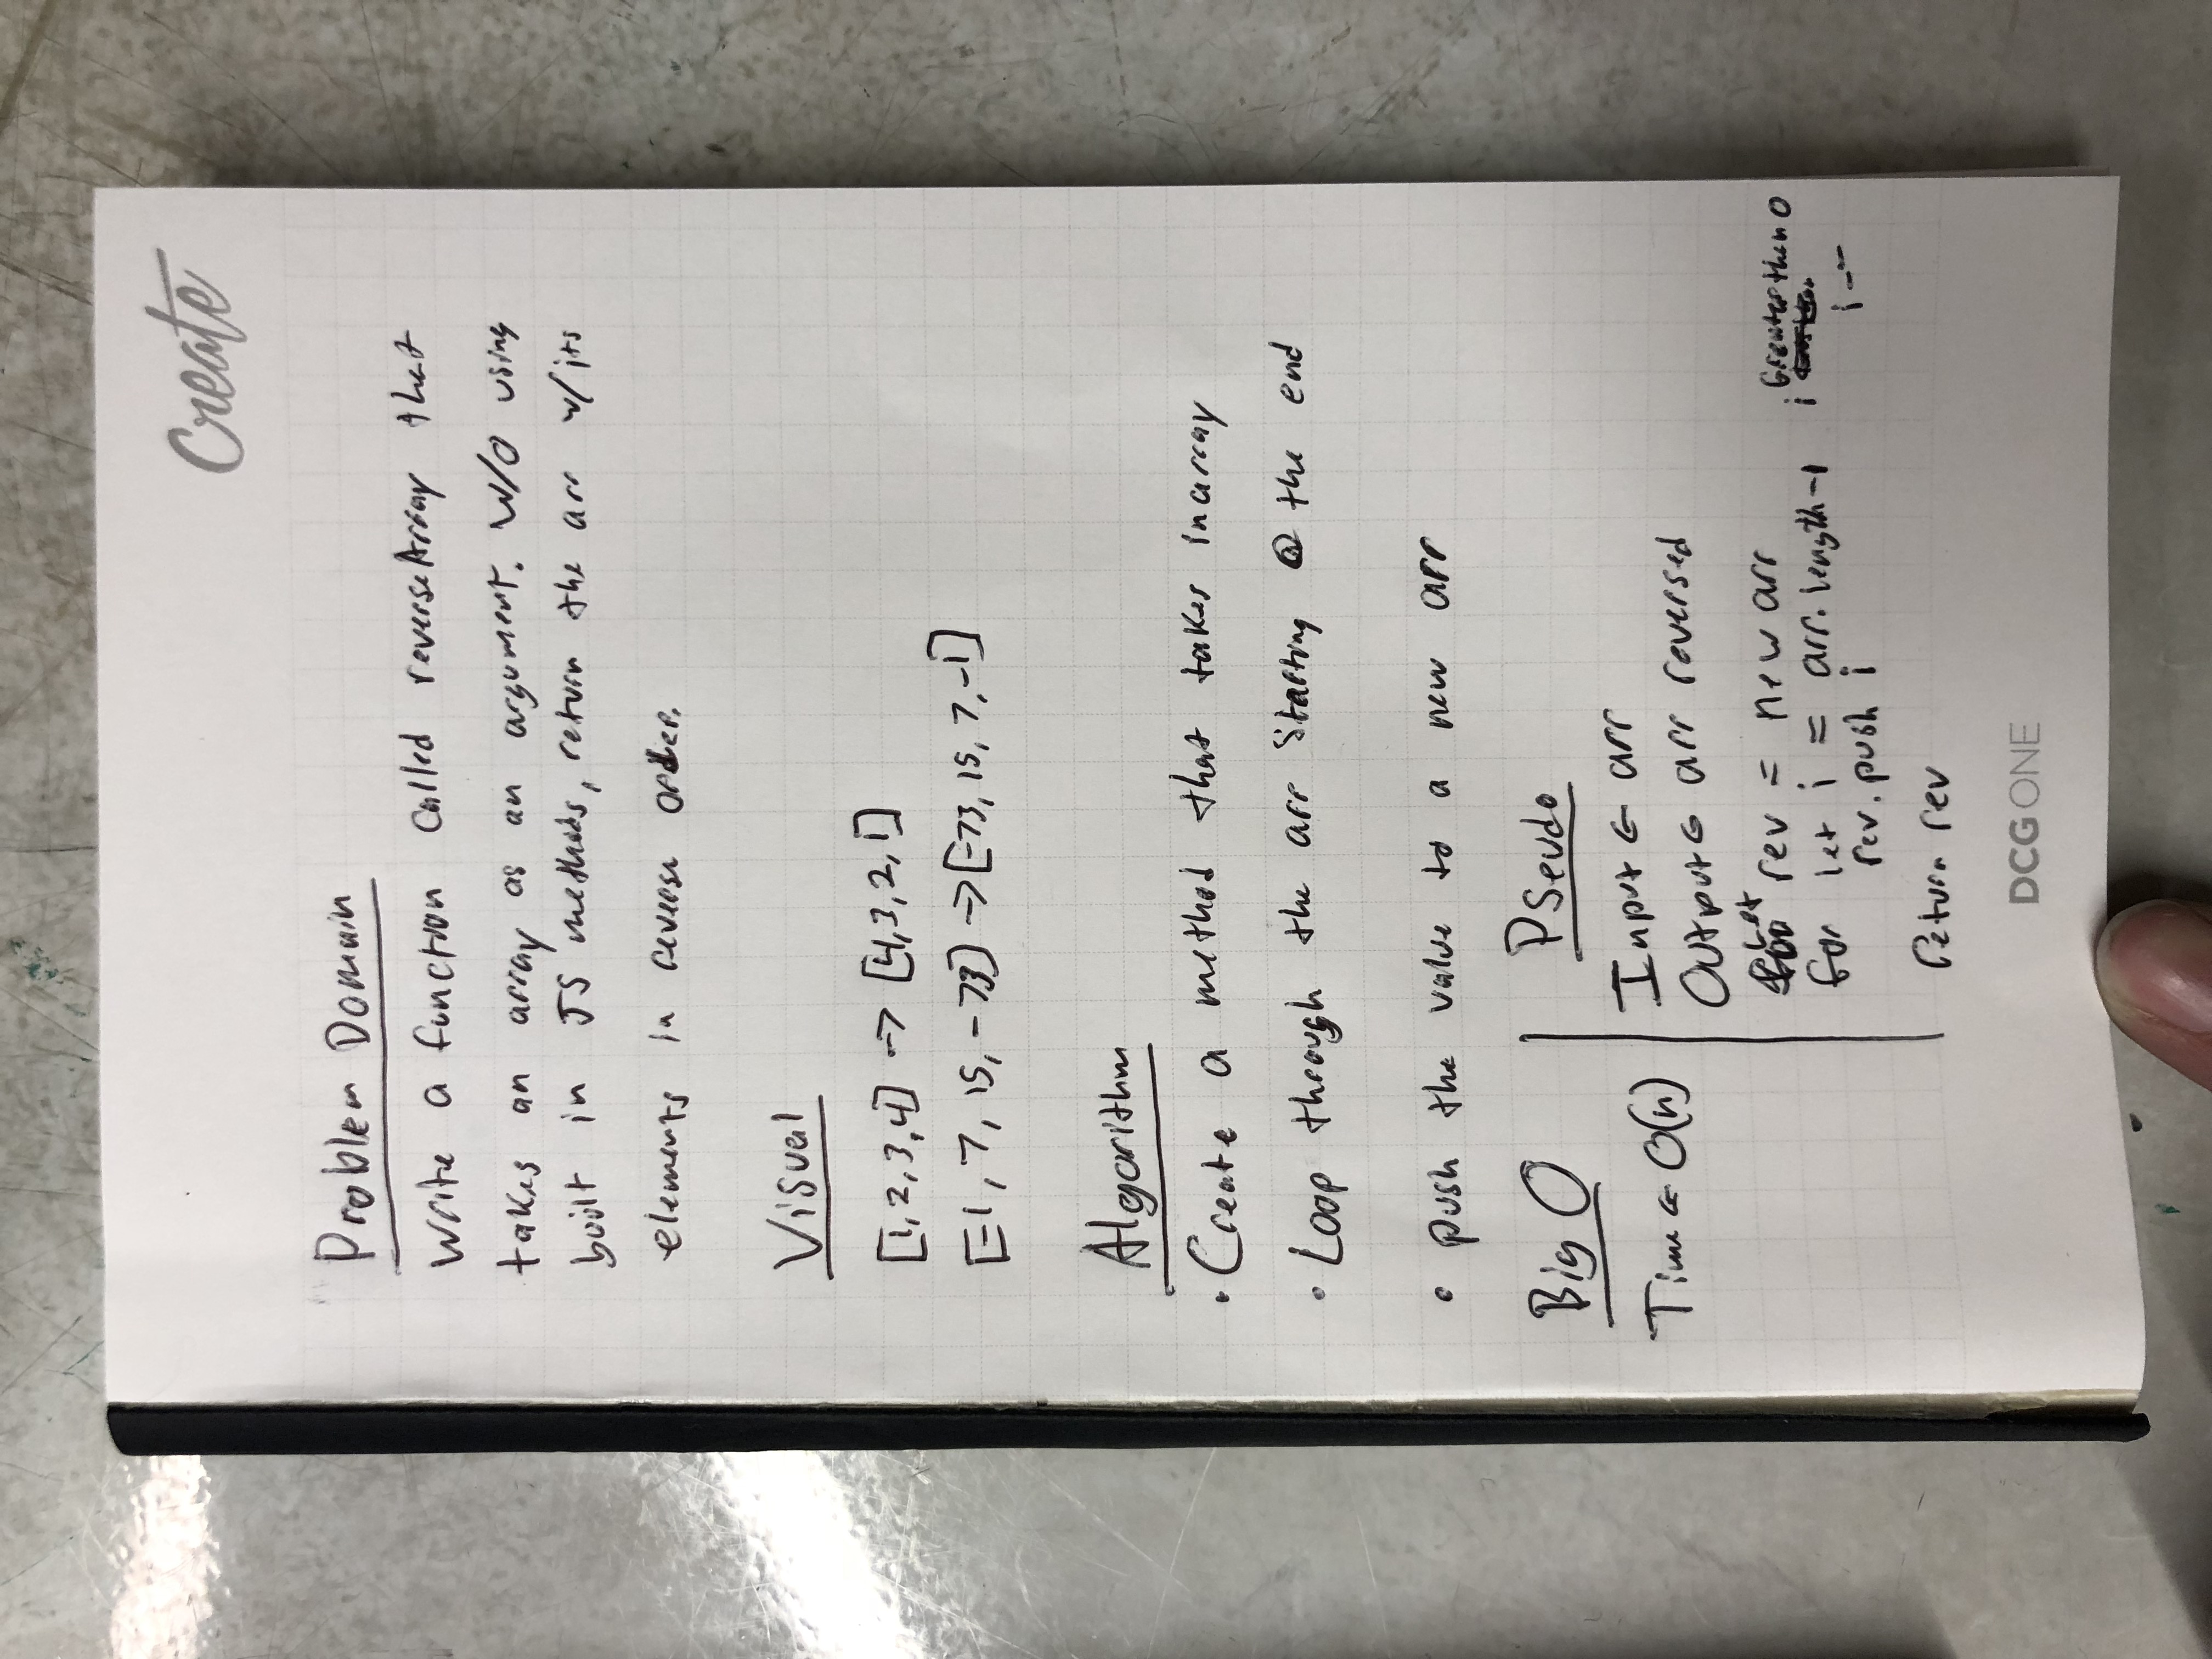 Create
Problem Domain
Write a function called reverseArray that
takes an array as an argument. W/O using
built in JS methods, return the arr w/its
elements in reverse order.
Visual
[1,2,3,4] -> [4,3,2,1]
[-1, 7, 15, -73] -> [-73, 15, 7, -1]
Algorithm
• Create a method that takes in array
• Loop through the arr Starting @ the end
• push the value to a new arr
Big O
Time ← O(n)
PSeudo
Input ← arr
Output ← arr reversed
Let rev = new arr
for let i = arr.length-1 i Greater then 0
i--
rev.push i
return rev
DCG ONE